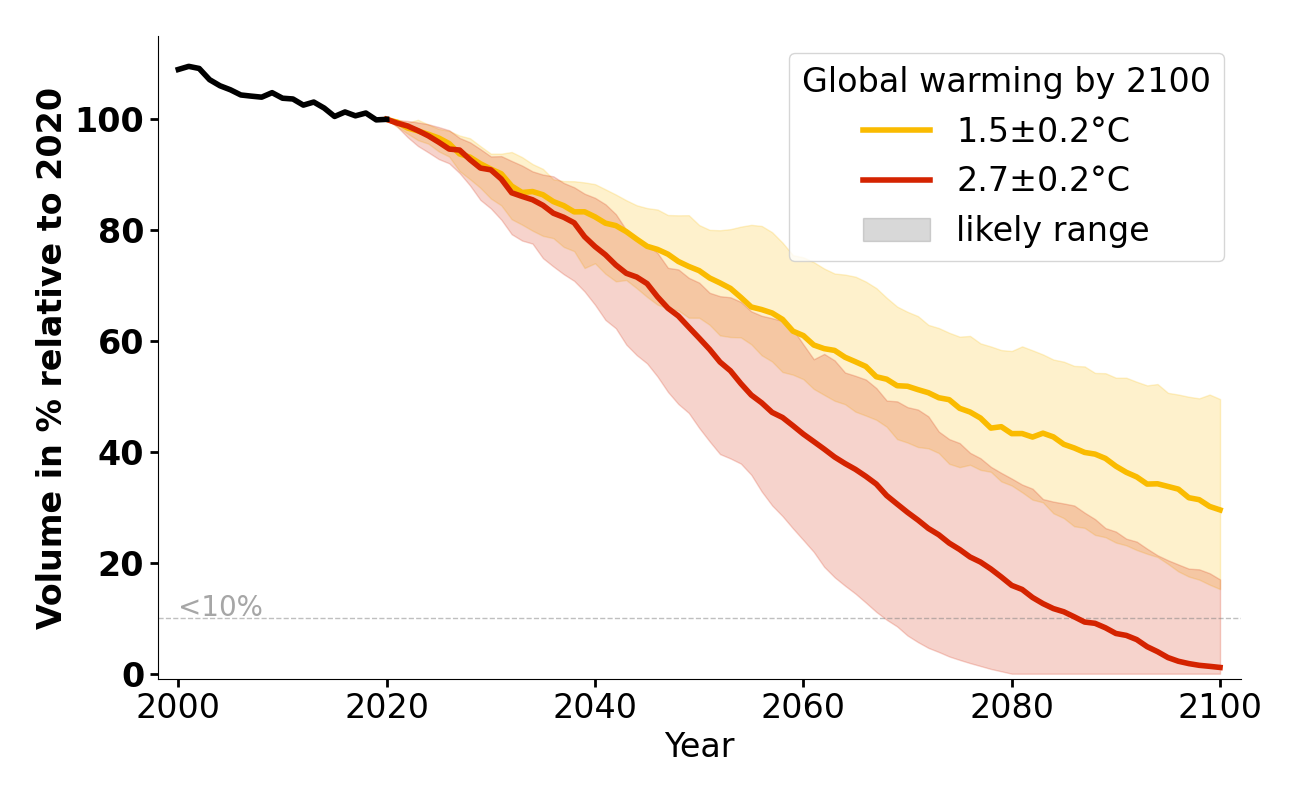 Global warming by 2100
1.5±0.2°C
2.7±0.2°C
likely range
Volume in % relative to 2020
100
80
60
40
20
0
<10%
2000 2020 2040 2060 2080 2100
Year